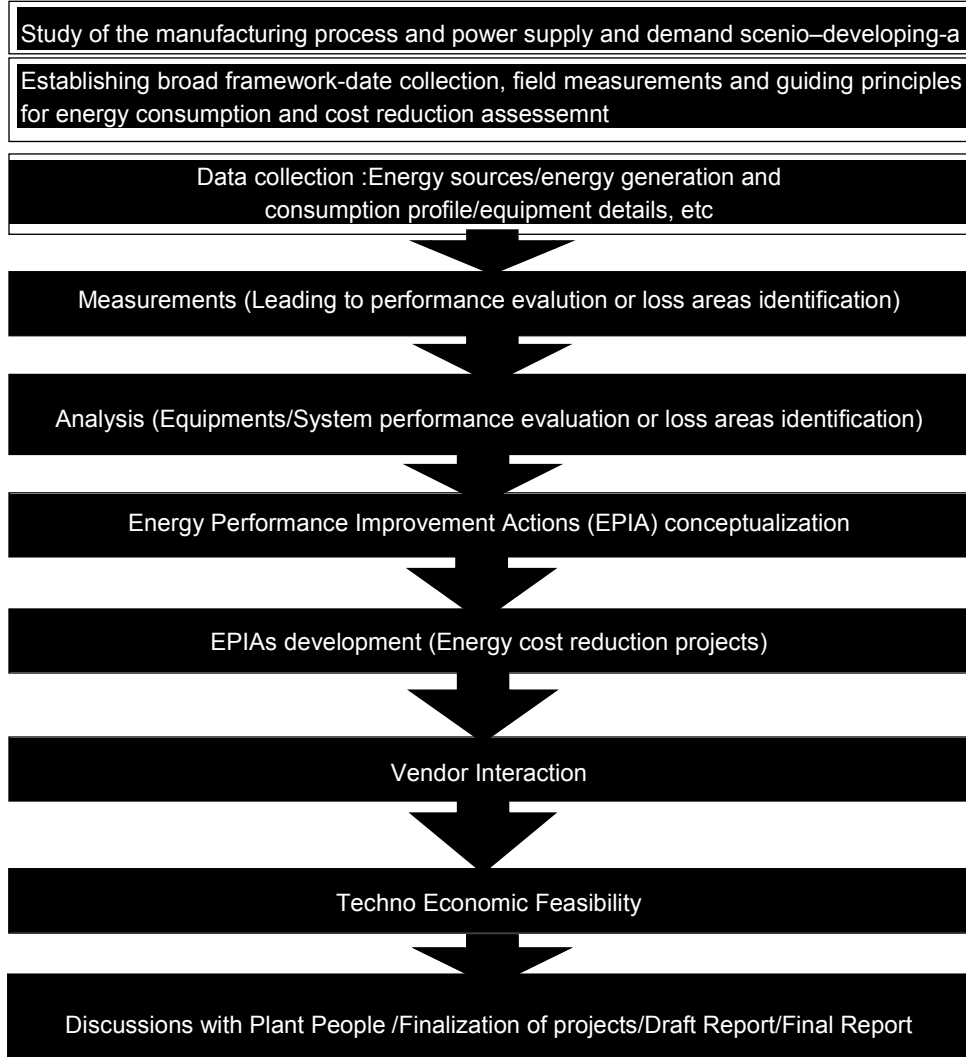 Study of the manufacturing process and power supply and demand scenio–developing-a
Establishing broad framework-date collection, field measurements and guiding principles
for energy consumption and cost reduction assessemnt
Data collection :Energy sources/energy generation and
consumption profile/equipment details, etc
Measurements (Leading to performance evalution or loss areas identification)
Analysis (Equipments/System performance evaluation or loss areas identification)
Energy Performance Improvement Actions (EPIA) conceptualization
EPIAs development (Energy cost reduction projects)
Vendor Interaction
Techno Economic Feasibility
Discussions with Plant People /Finalization of projects/Draft Report/Final Report